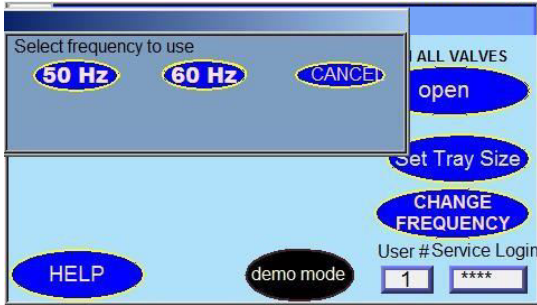 Select frequency to use
50 Hz 60 Hz CANCEL
ALL VALVES
open
Set Tray Size
CHANGE
FREQUENCY
User # Service Login
HELP demo mode 1 ****